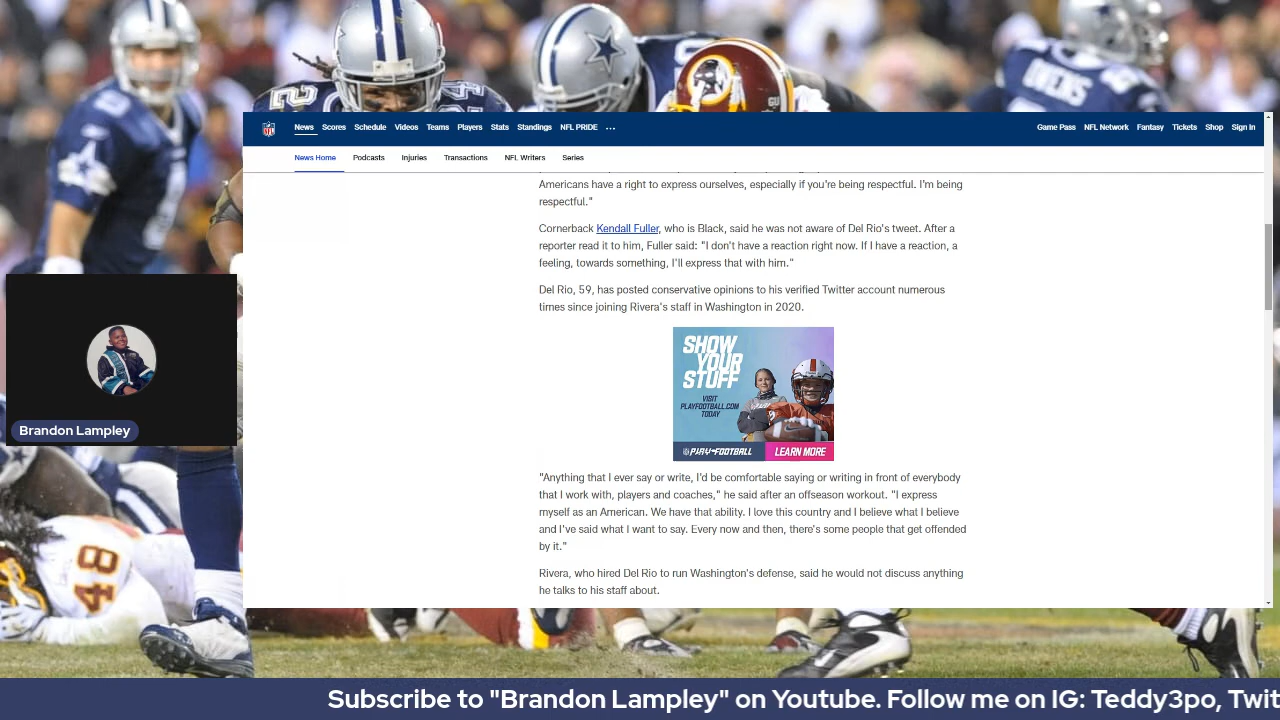 OWENS
GU
News Scores Schedule Videos Teams Players Stats Standings NFL PRIDE ...
Game Pass NFL Network Fantasy Tickets Shop Sign In
News Home Podcasts Injuries Transactions NFL Writers Series
Americans have a right to express ourselves, especially if you're being respectful. I'm being
respectful."
Cornerback Kendall Fuller, who is Black, said he was not aware of Del Rio's tweet. After a
reporter read it to him, Fuller said: "I don't have a reaction right now. If I have a reaction, a
feeling, towards something, I'll express that with him."
Del Rio, 59, has posted conservative opinions to his verified Twitter account numerous
times since joining Rivera's staff in Washington in 2020.
SHOW
YOUR
STUFF
VISIT
PLAYFOOTBALL.COM
TODAY
PLAY FOOTBALL
LEARN MORE
"Anything that I ever say or write, I'd be comfortable saying or writing in front of everybody
that I work with, players and coaches," he said after an offseason workout. "I express
myself as an American. We have that ability. I love this country and I believe what I believe
and I've said what I want to say. Every now and then, there's some people that get offended
by it."
Rivera, who hired Del Rio to run Washington's defense, said he would not discuss anything
he talks to his staff about.
Brandon Lampley
48
Subscribe to "Brandon Lampley" on Youtube. Follow me on IG: Teddy3po, Twit